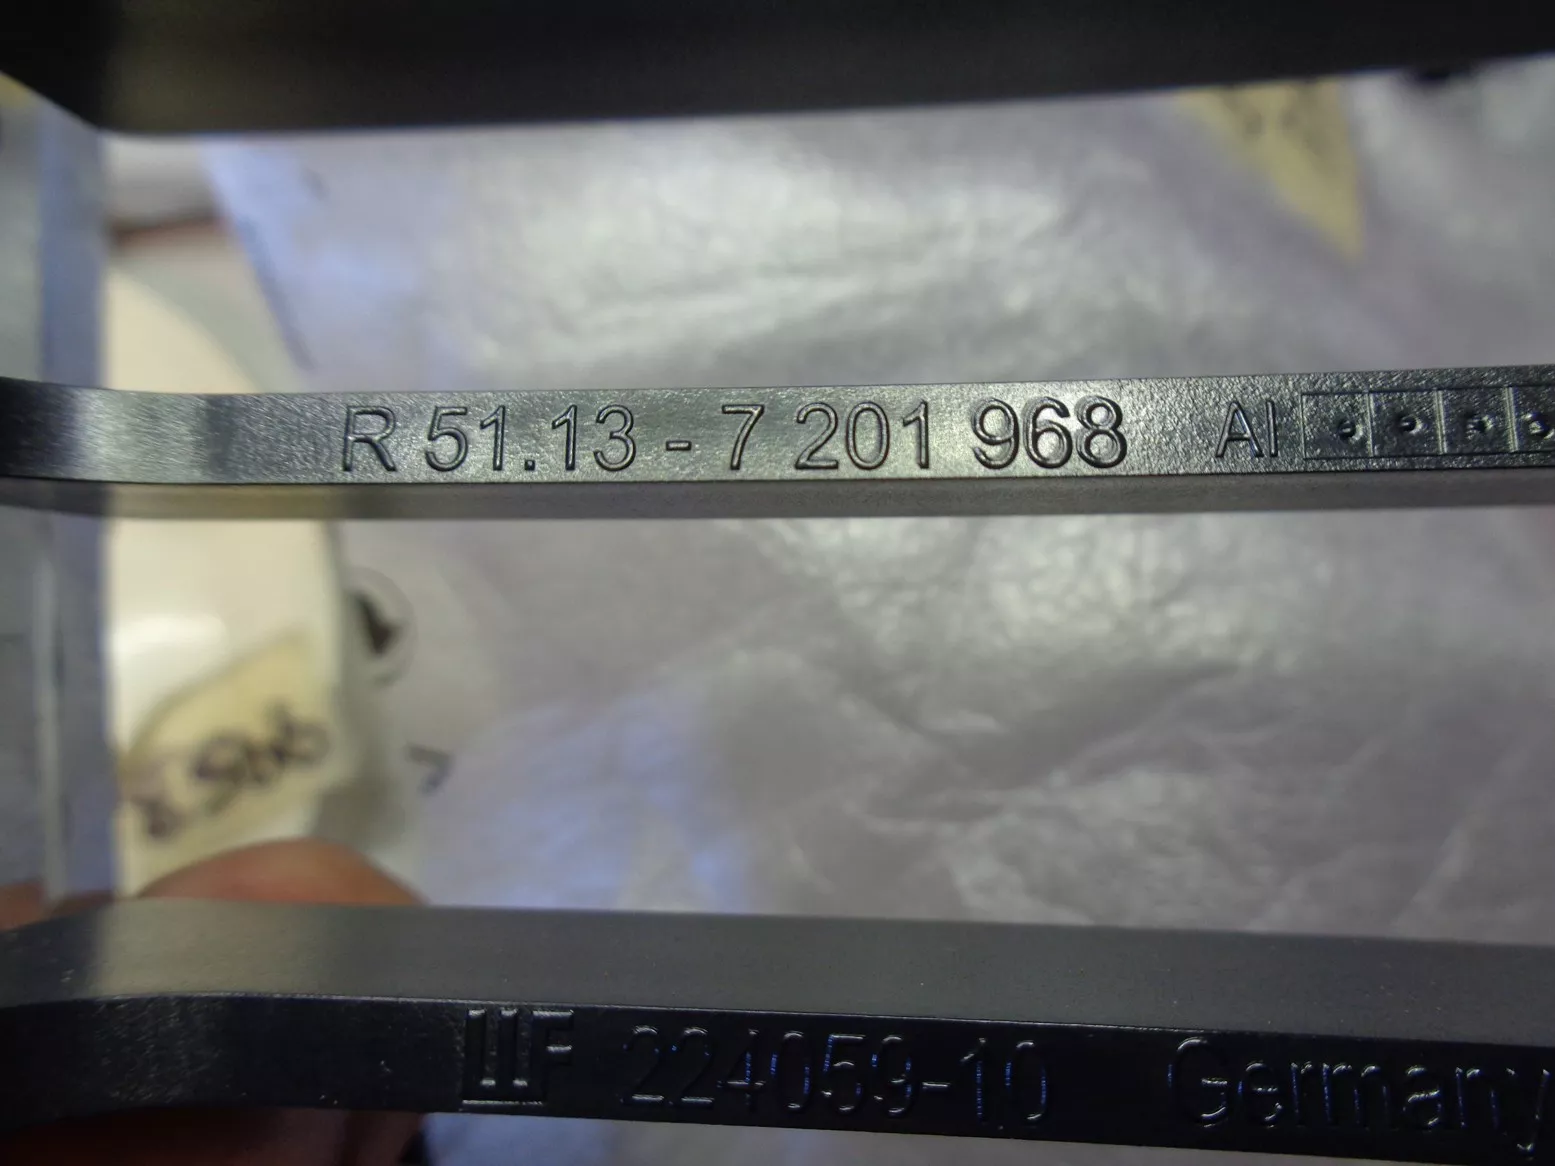 R 51.13 - 7 201 968 AI
224059-10 Germany